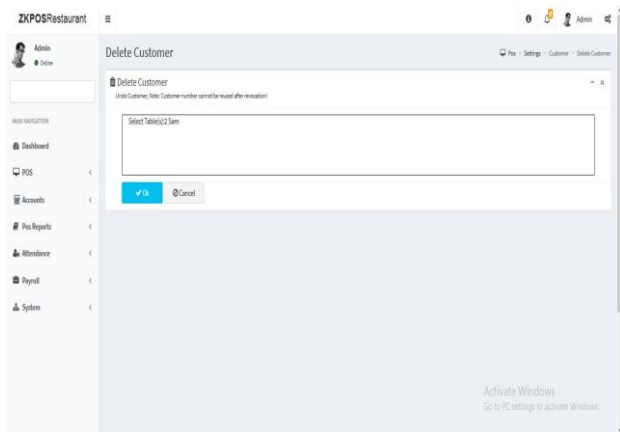 ZKPOSRestaurant
Admin
Admin
Online
Delete Customer
Pos - Settings - Customer - Delete Customer
Delete Customer
Undo Customer, Note: Customer number cannot be reused after revocation!
Select Table(s):2 Sam
Ok
Cancel
MAIN NAVIGATION
Dashboard
POS
Accounts
Pos Reports
Attendance
Payroll
System
Activate Windows
Go to PC settings to activate Windows.